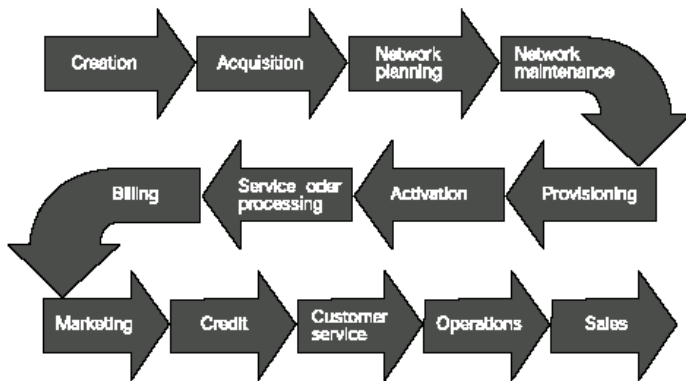 Creation
Acquisition
Network
planning
Network
maintenance
Provisioning
Activation
Service oder
processing
Billing
Marketing
Credit
Customer
service
Operations
Sales